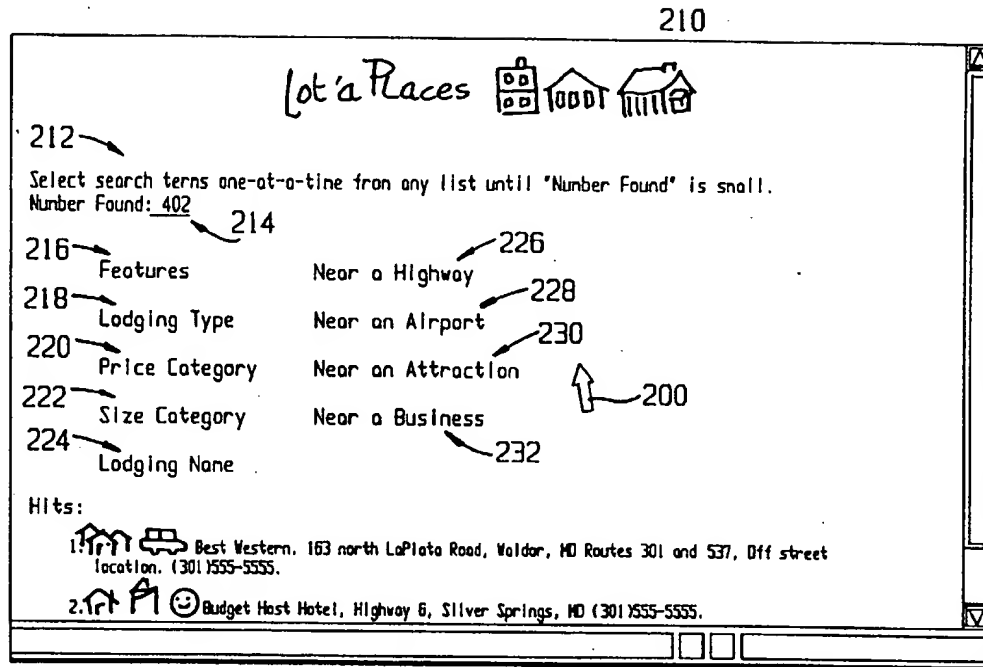 210
Lot'a Places
212
Select search terns one-at-a-tine fron any list until "Nunber Found" is snall.
Nunber Found: 402
214
216 226
Features Near a Highway
218 228
Lodging Type Near an Airport
220 230
Price Category Near an Attraction
222 200
Size Category Near a Business
224 232
Lodging Nane
Hits:
1. Best Western, 163 north LaPlata Road, Waldor, MD Routes 301 and 537, Off street
location. (301)555-5555.
2. Budget Host Hotel, Highway 6, Silver Springs, MD (301)555-5555.